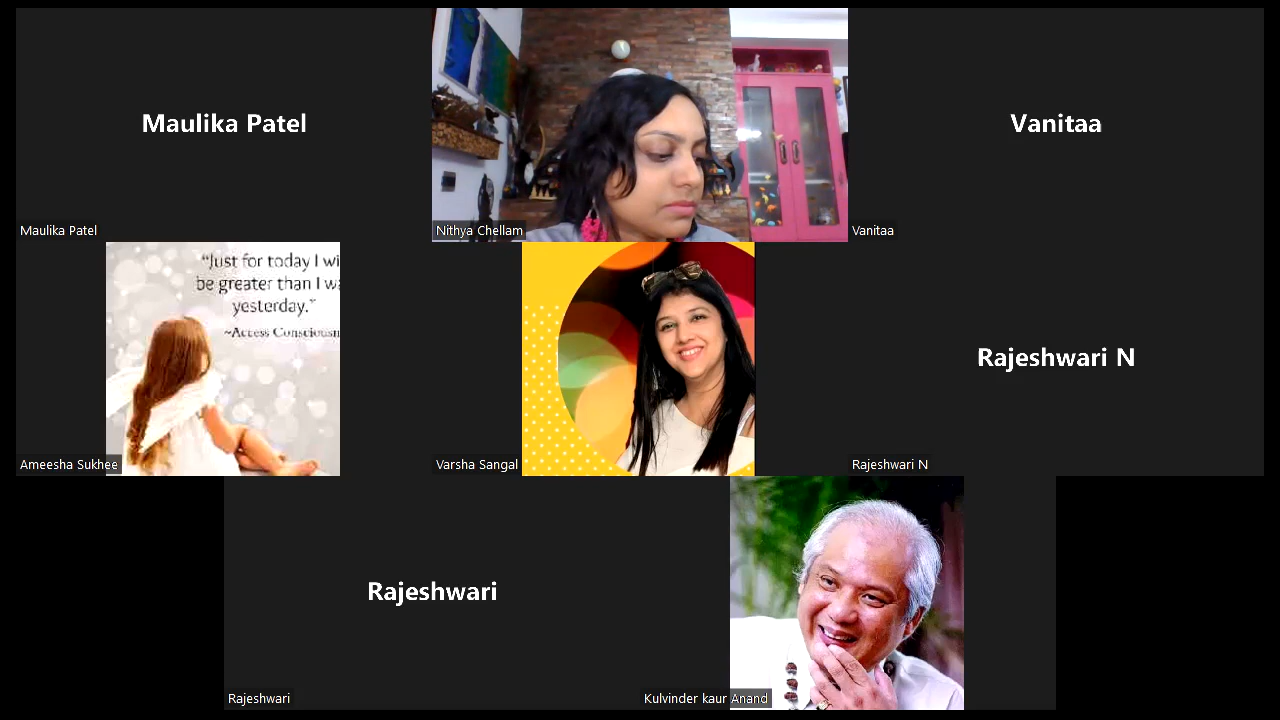 Maulika Patel
Vanitaa
Maulika Patel
Nithya Chellam
Vanitaa
“Just for today I wi
be greater than I wa
yesterday.”
~Access Consciousn
Rajeshwari N
Ameesha Sukhee
Varsha Sangal
Rajeshwari N
Rajeshwari
Rajeshwari
Kulvinder kaur Anand